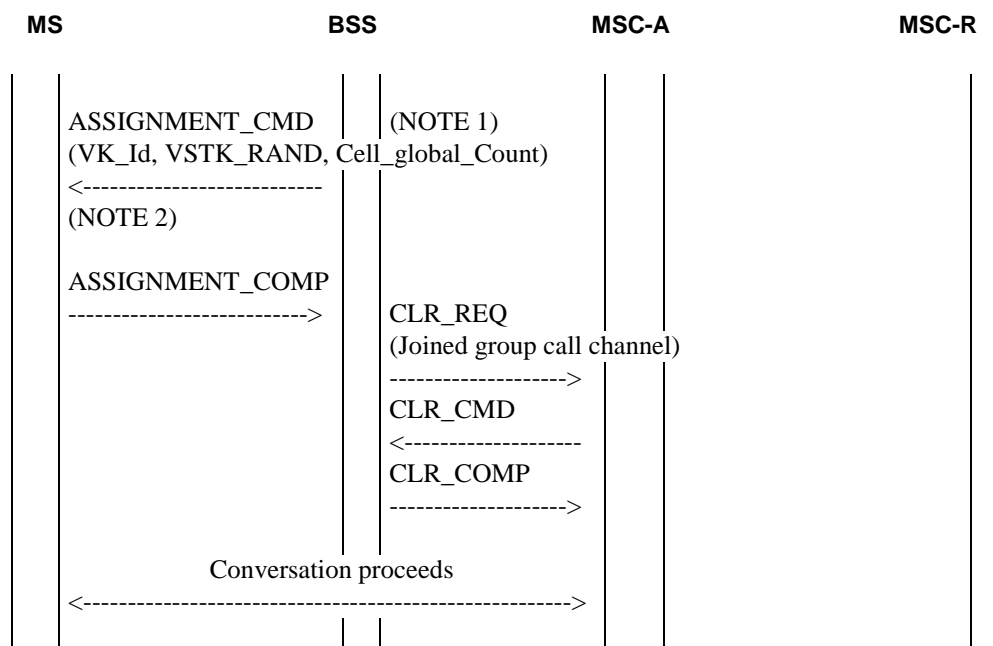 MS BSS MSC-A MSC-R
ASSIGNMENT_CMD (NOTE 1)
(VK_Id, VSTK_RAND, Cell_global_Count)
<---------------------------
(NOTE 2)
ASSIGNMENT_COMP
---------------------------> CLR_REQ
(Joined group call channel)
-------------------->
CLR_CMD
<--------------------
CLR_COMP
-------------------->
Conversation proceeds
<------------------------------------------------------->